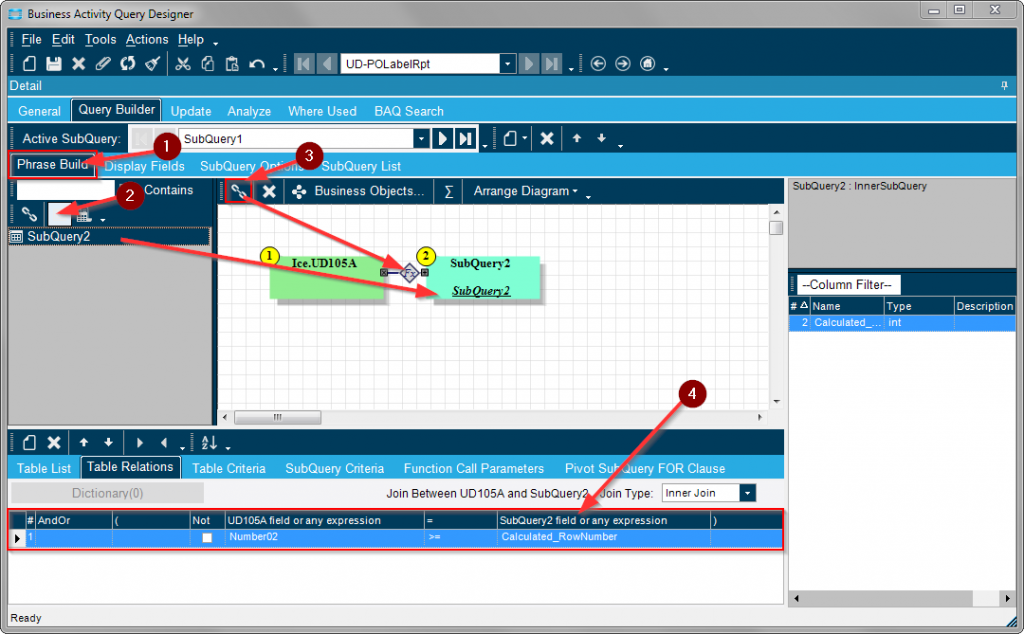 Business Activity Query Designer
File Edit Tools Actions Help
UD-POLabelRpt
Detail
General Query Builder Update Analyze Where Used BAQ Search
Active SubQuery: SubQuery1
1
3
Phrase Build Display Fields SubQuery Options SubQuery List
2
Contains
Business Objects... Σ Arrange Diagram
SubQuery2 : InnerSubQuery
SubQuery2
1 Ice.UD105A
Fx
2 SubQuery2
SubQuery2
--Column Filter--
# Name Type Description
2 Calculated_... int
4
Table List Table Relations Table Criteria SubQuery Criteria Function Call Parameters Pivot SubQuery FOR Clause
Dictionary(0) Join Between UD105A and SubQuery2 Join Type: Inner Join
# AndOr ( Not UD105A field or any expression = SubQuery2 field or any expression )
1 Number02 >= Calculated_RowNumber
Ready